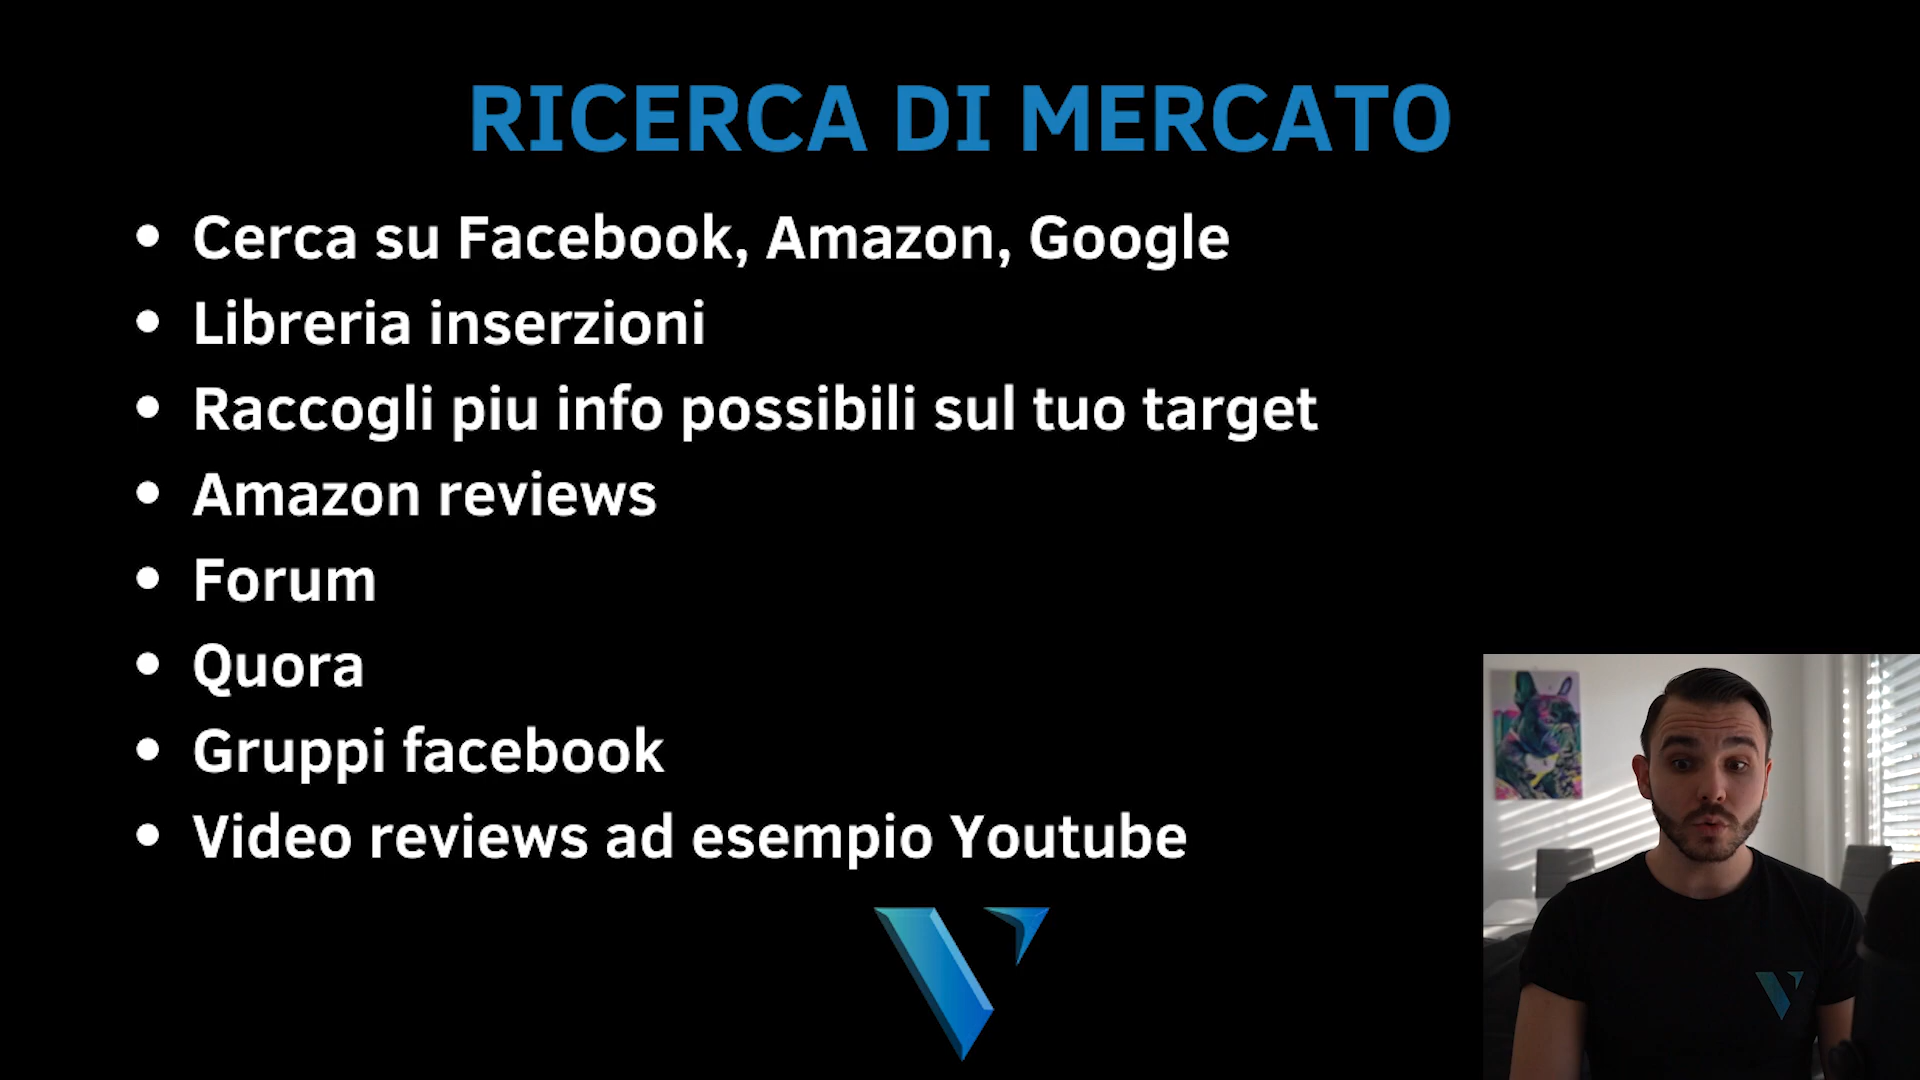 RICERCA DI MERCATO
Cerca su Facebook, Amazon, Google
Libreria inserzioni
Raccogli piu info possibili sul tuo target
Amazon reviews
Forum
Quora
Gruppi facebook
Video reviews ad esempio Youtube